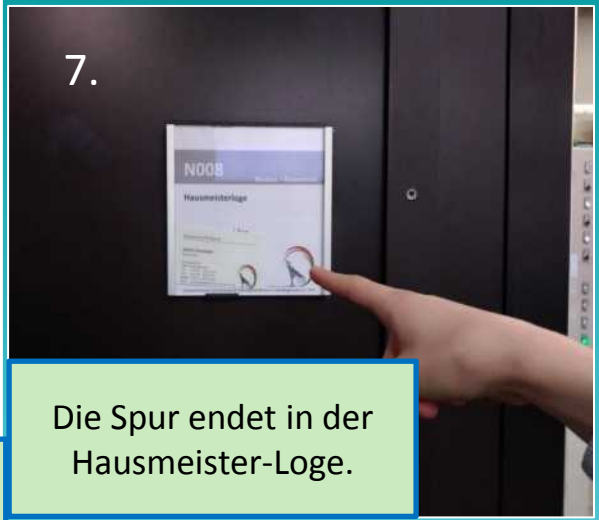 7.
N008
Hausmeisterloge
Die Spur endet in der
Hausmeister-Loge.